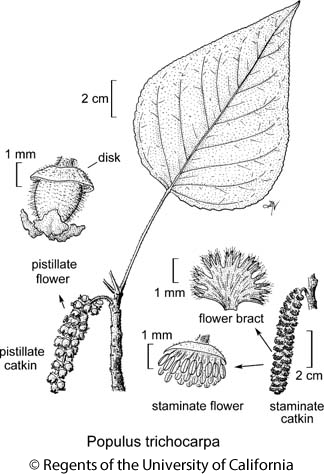 2 cm
1 mm
disk
pistillate
flower
1 mm
flower bract
pistillate
catkin
1 mm
2 cm
staminate flower
staminate
catkin
Populus trichocarpa
© Regents of the University of California